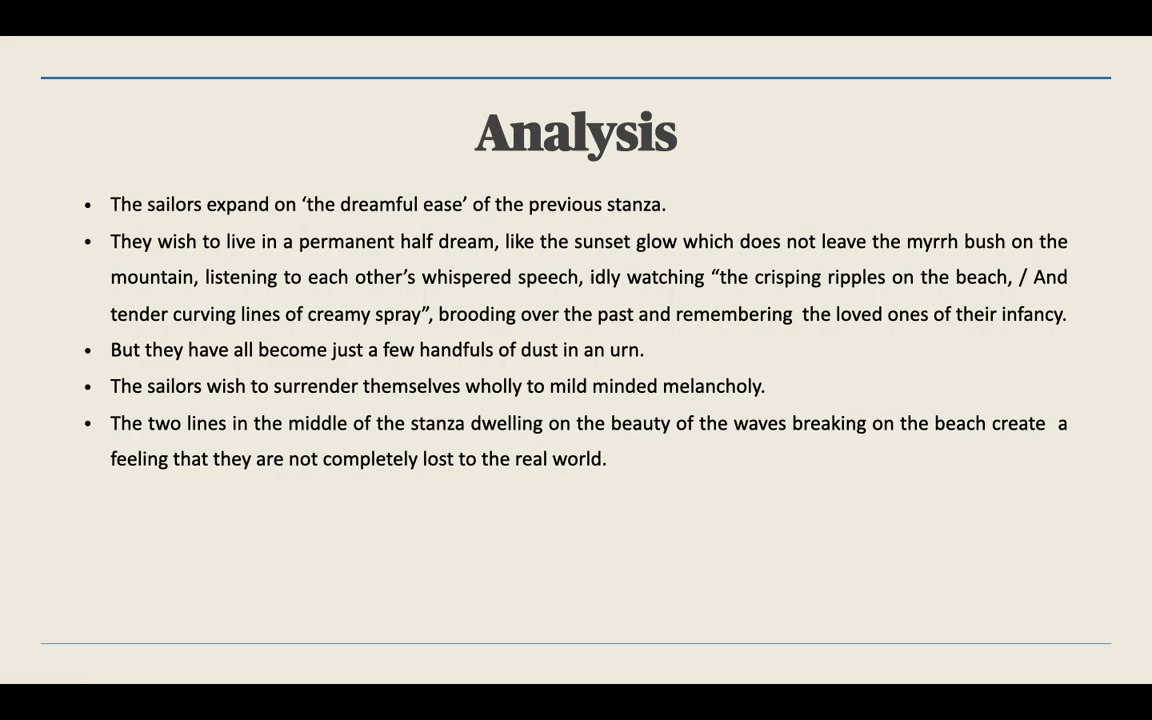 Analysis
• The sailors expand on ‘the dreamful ease’ of the previous stanza.
• They wish to live in a permanent half dream, like the sunset glow which does not leave the myrrh bush on the
mountain, listening to each other’s whispered speech, idly watching “the crisping ripples on the beach, / And
tender curving lines of creamy spray”, brooding over the past and remembering  the loved ones of their infancy.
• But they have all become just a few handfuls of dust in an urn.
• The sailors wish to surrender themselves wholly to mild minded melancholy.
• The two lines in the middle of the stanza dwelling on the beauty of the waves breaking on the beach create  a
feeling that they are not completely lost to the real world.